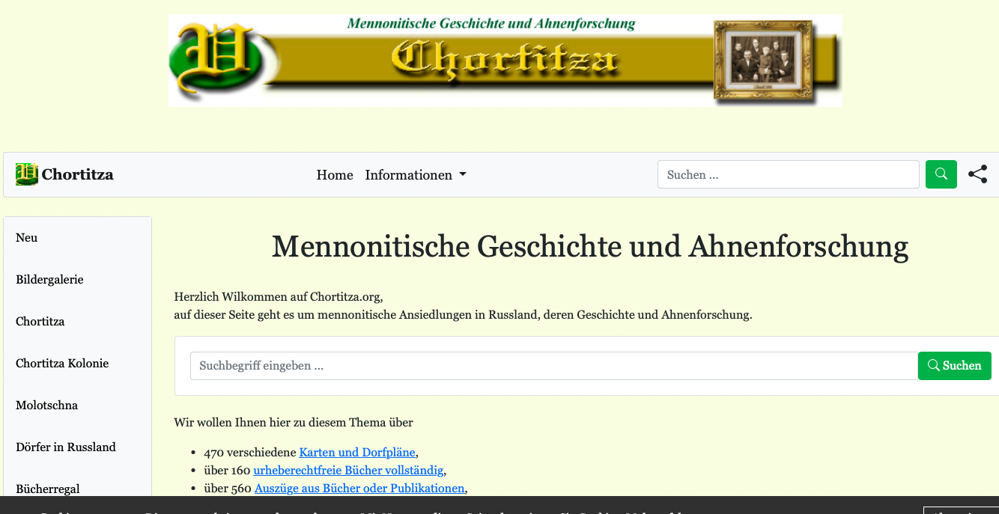 Mennonitische Geschichte und Ahnenforschung
Chortitza
Chortitza
Home Informationen
Suchen ...
Neu
Bildergalerie
Chortitza
Chortitza Kolonie
Molotschna
Dörfer in Russland
Bücherregal
Mennonitische Geschichte und Ahnenforschung
Herzlich Wilkommen auf Chortitza.org,
auf dieser Seite geht es um mennonitische Ansiedlungen in Russland, deren Geschichte und Ahnenforschung.
Suchbegriff eingeben ... Suchen
Wir wollen Ihnen hier zu diesem Thema über
• 470 verschiedene Karten und Dorfpläne,
• über 160 urheberechtfreie Bücher vollständig,
• über 560 Auszüge aus Bücher oder Publikationen,